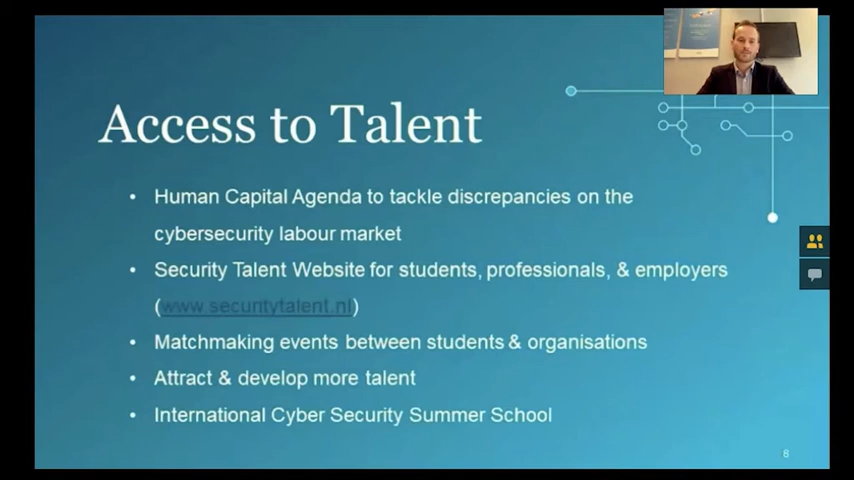 Access to Talent
• Human Capital Agenda to tackle discrepancies on the
cybersecurity labour market
• Security Talent Website for students, professionals, & employers
(www.securitytalent.nl)
• Matchmaking events between students & organisations
• Attract & develop more talent
• International Cyber Security Summer School
6